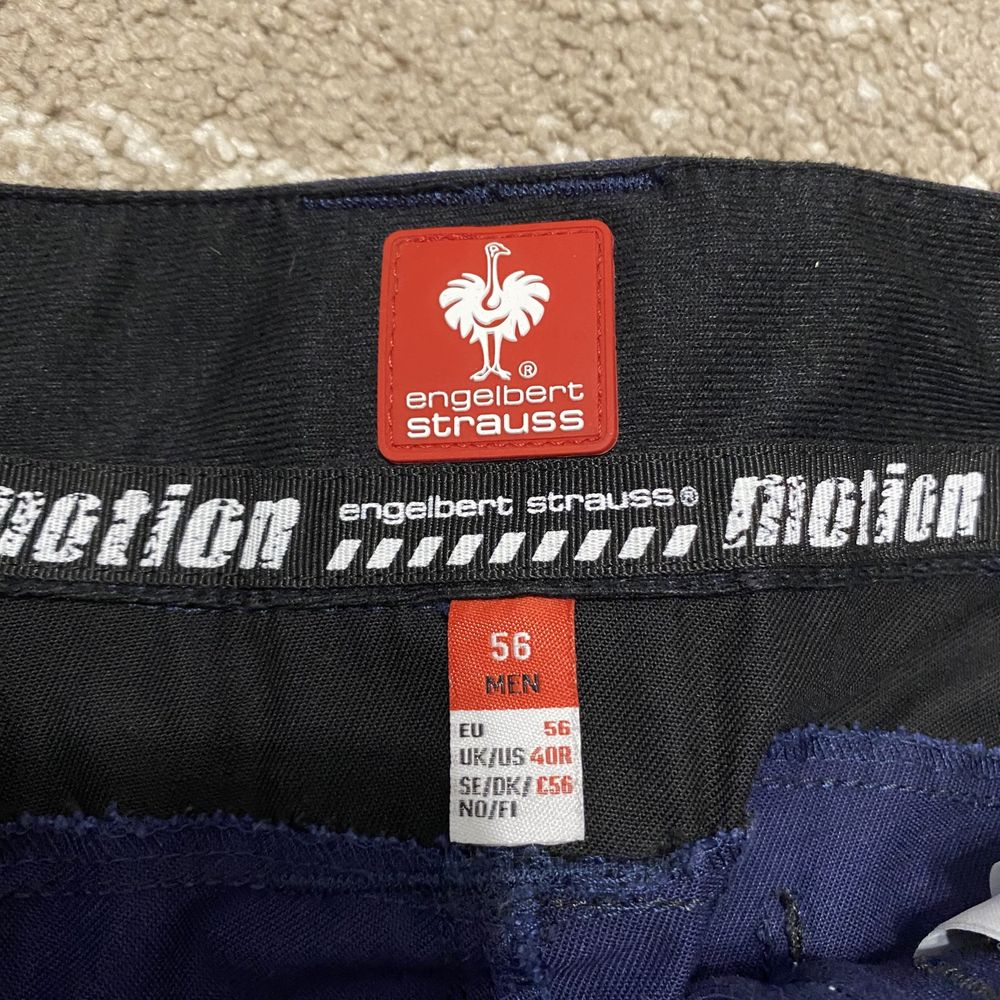 ®
engelbert
strauss
motion engelbert strauss® motion
56
MEN
EU 56
UK/US 40R
SE/DK/ C56
NO/FI